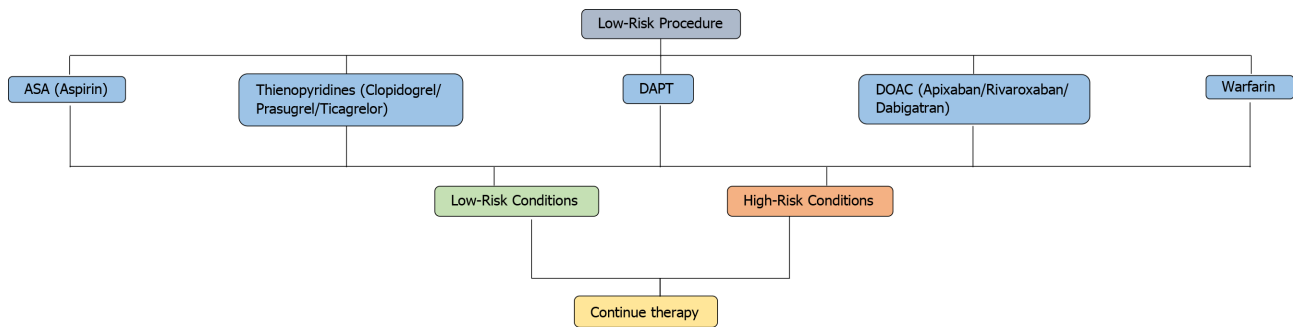 Low-Risk Procedure
ASA (Aspirin)
Thienopyridines (Clopidogrel/
Prasugrel/Ticagrelor)
DAPT
DOAC (Apixaban/Rivaroxaban/
Dabigatran)
Warfarin
Low-Risk Conditions
High-Risk Conditions
Continue therapy